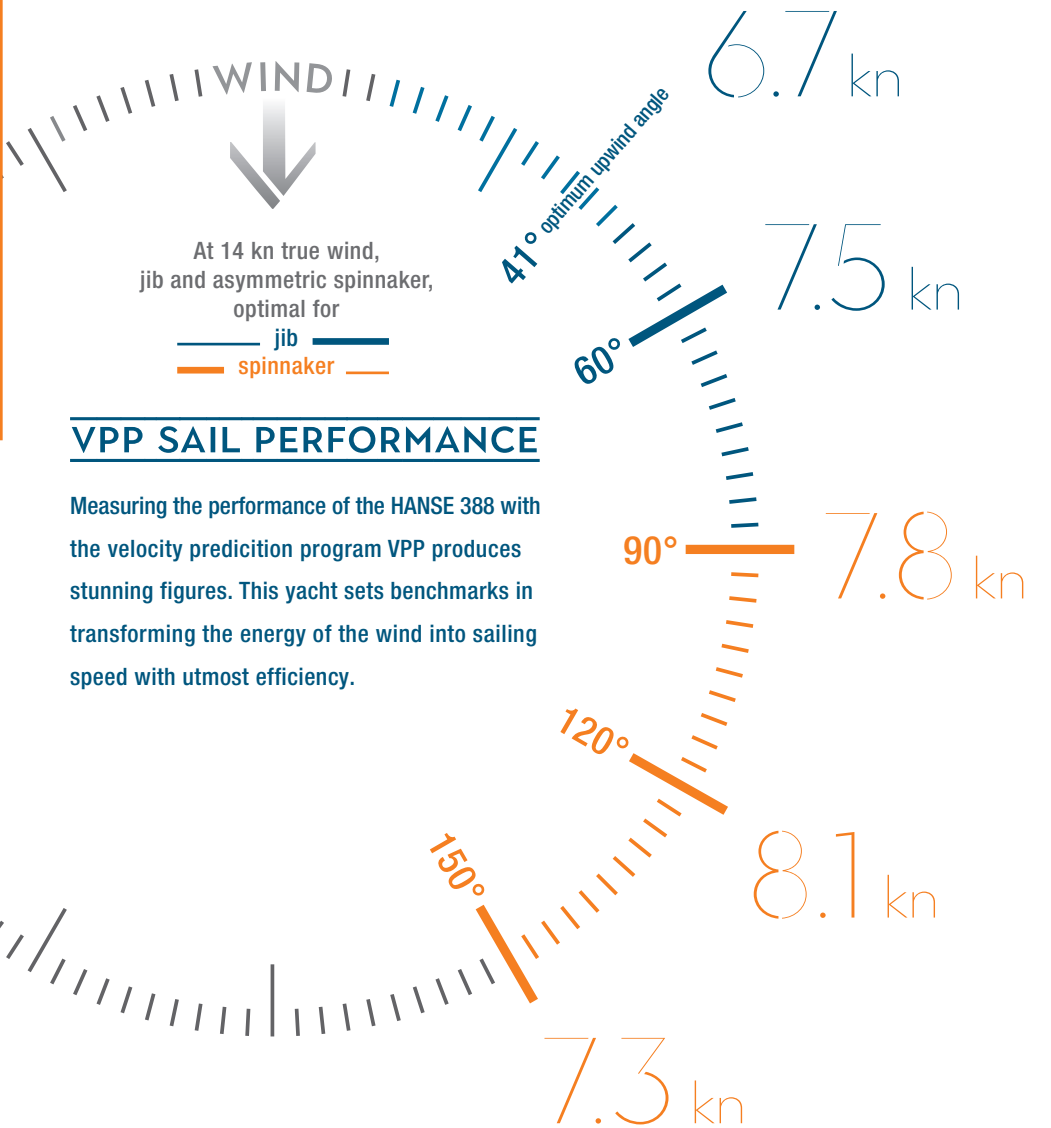 WIND
6.7 kn
41° optimum upwind angle
7.5 kn
At 14 kn true wind,
jib and asymmetric spinnaker,
optimal for
jib
spinnaker
60°
VPP SAIL PERFORMANCE
Measuring the performance of the HANSE 388 with
the velocity predicition program VPP produces
stunning figures. This yacht sets benchmarks in
transforming the energy of the wind into sailing
speed with utmost efficiency.
90°
7.8 kn
120°
8.1 kn
150°
7.3 kn